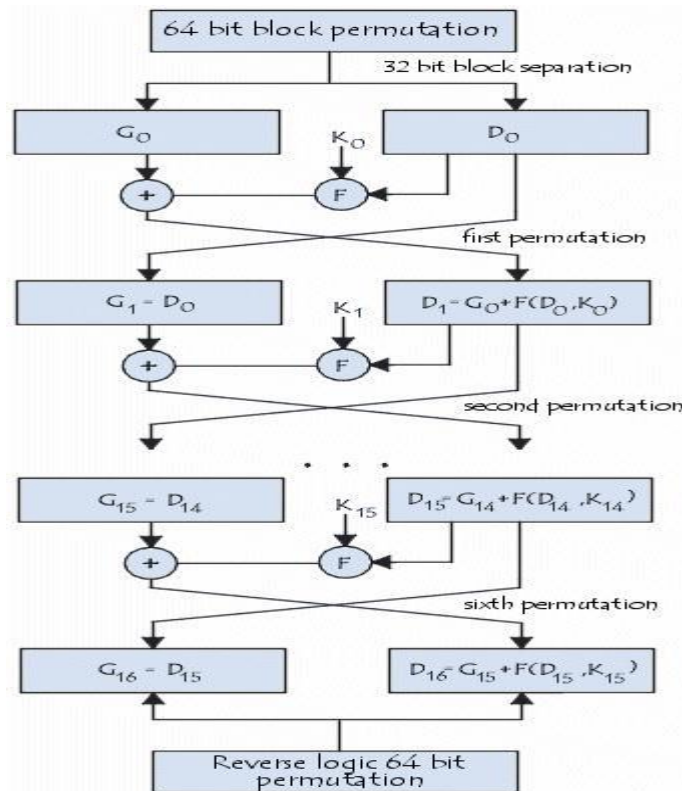 64 bit block permutation
32 bit block separation
G0
K0
D0
+
F
first permutation
G1 = D0
K1
D1 = G0 + F(D0, K0)
+
F
second permutation
. . .
G15 = D14
K15
D15 = G14 + F(D14, K14)
+
F
sixth permutation
G16 = D15
D16 = G15 + F(D15, K15)
Reverse logic 64 bit
permutation